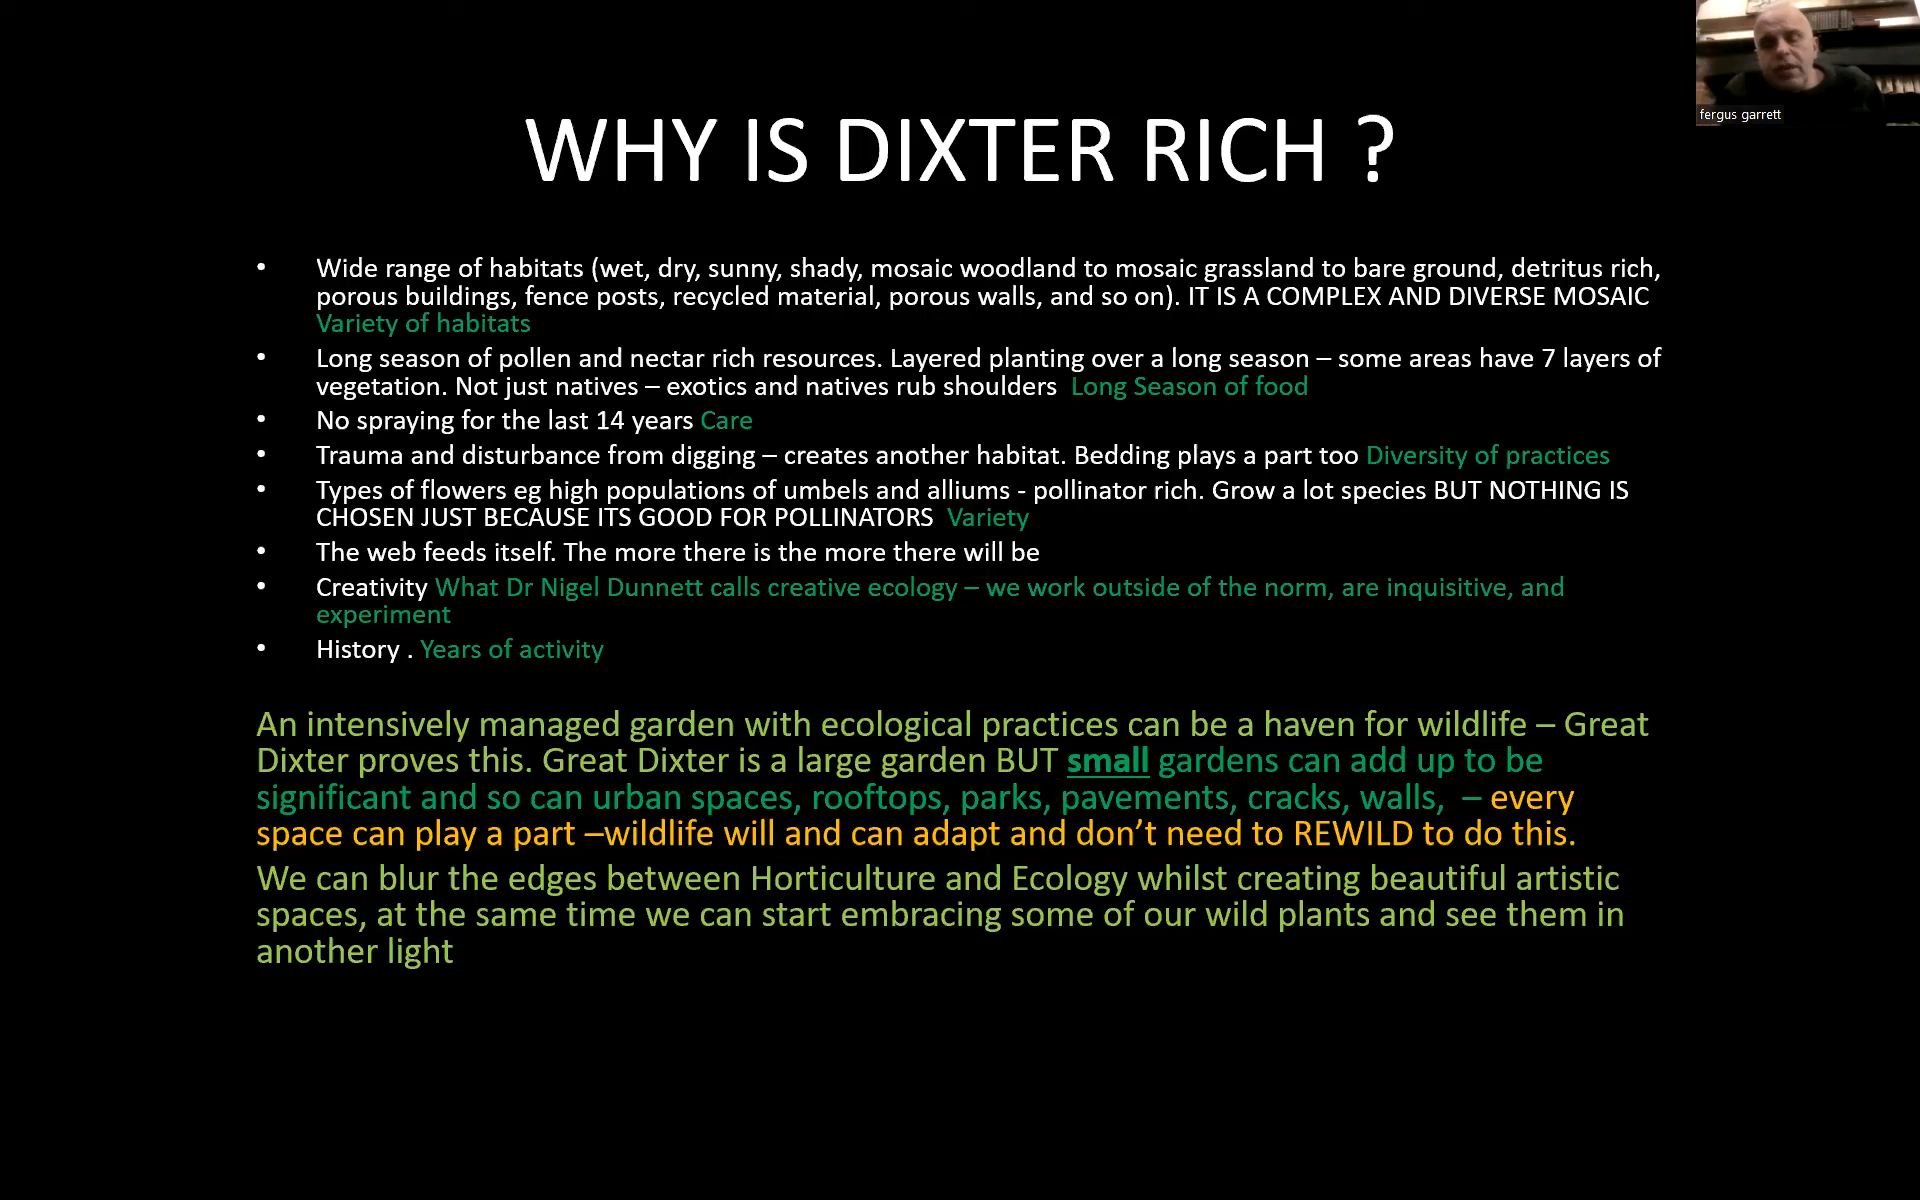 fergus garrett
WHY IS DIXTER RICH ?
• Wide range of habitats (wet, dry, sunny, shady, mosaic woodland to mosaic grassland to bare ground, detritus rich,
porous buildings, fence posts, recycled material, porous walls, and so on). IT IS A COMPLEX AND DIVERSE MOSAIC
Variety of habitats
• Long season of pollen and nectar rich resources. Layered planting over a long season – some areas have 7 layers of
vegetation. Not just natives – exotics and natives rub shoulders Long Season of food
• No spraying for the last 14 years Care
• Trauma and disturbance from digging – creates another habitat. Bedding plays a part too Diversity of practices
• Types of flowers eg high populations of umbels and alliums - pollinator rich. Grow a lot species BUT NOTHING IS
CHOSEN JUST BECAUSE ITS GOOD FOR POLLINATORS Variety
• The web feeds itself. The more there is the more there will be
• Creativity What Dr Nigel Dunnett calls creative ecology – we work outside of the norm, are inquisitive, and
experiment
• History . Years of activity
An intensively managed garden with ecological practices can be a haven for wildlife – Great
Dixter proves this. Great Dixter is a large garden BUT small gardens can add up to be
significant and so can urban spaces, rooftops, parks, pavements, cracks, walls, – every
space can play a part –wildlife will and can adapt and don’t need to REWILD to do this.
We can blur the edges between Horticulture and Ecology whilst creating beautiful artistic
spaces, at the same time we can start embracing some of our wild plants and see them in
another light